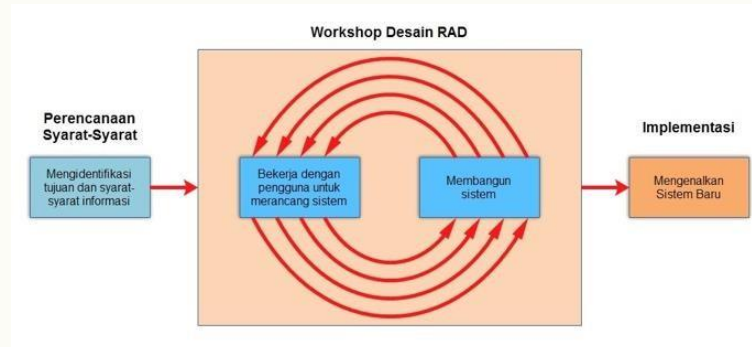 Workshop Desain RAD
Perencanaan
Syarat-Syarat
Mengidentifikasi
tujuan dan syarat-
syarat informasi
Bekerja dengan
pengguna untuk
merancang sistem
Membangun
sistem
Implementasi
Mengenalkan
Sistem Baru